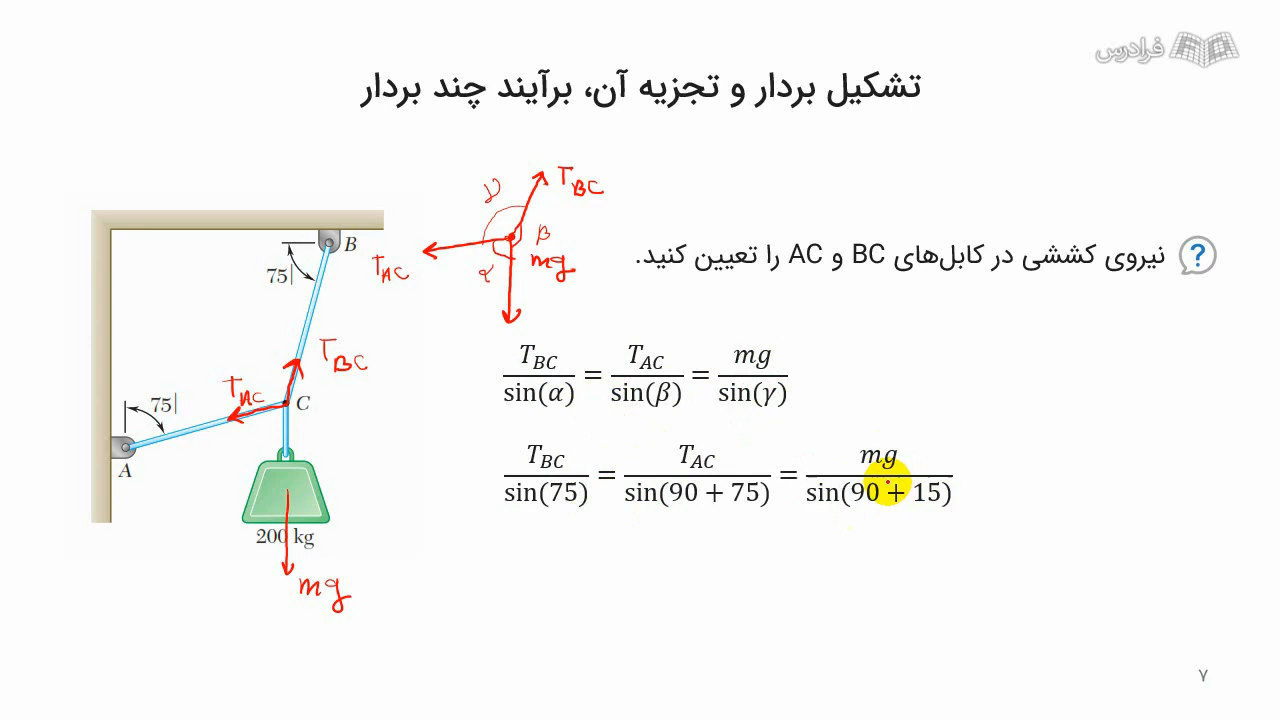 فرادرس
تشکیل بردار و تجزیه آن، برآیند چند بردار
نیروی کششی در کابل‌های BC و AC را تعیین کنید.
?
T_BC
γ
β
T_AC
α
mg
B
75|
T_BC
T_AC
75|
C
A
200 kg
mg
T_BC/sin(α) = T_AC/sin(β) = mg/sin(γ)
T_BC/sin(75) = T_AC/sin(90 + 75) = mg/sin(90 + 15)
۷